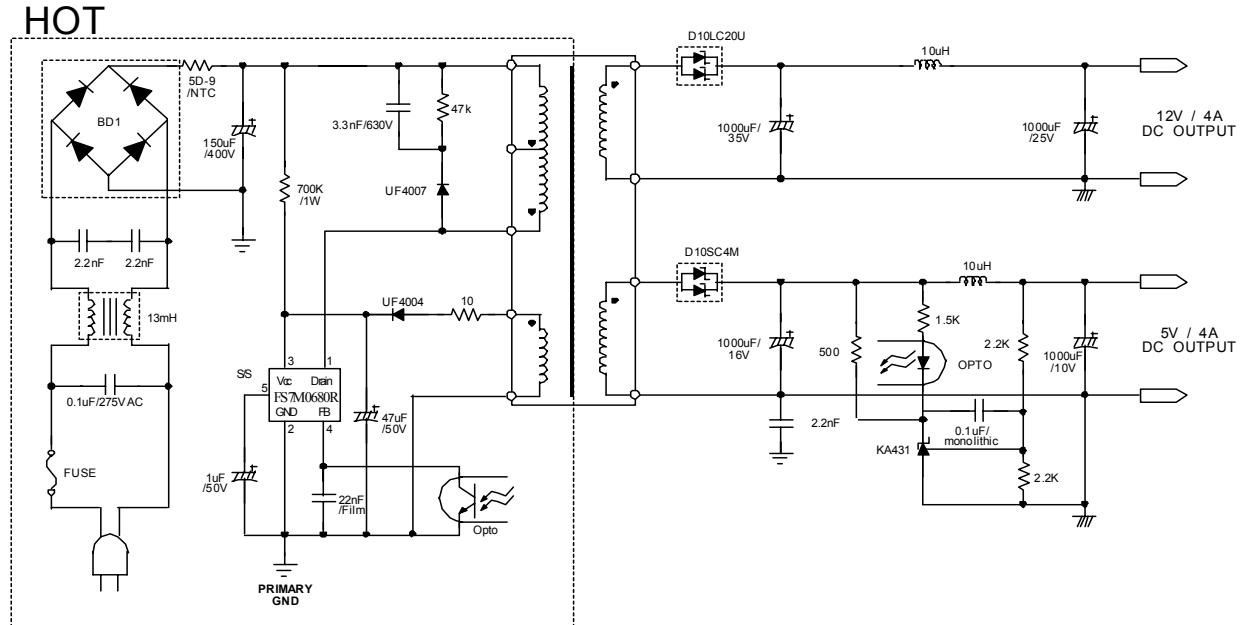 HOT
BD1
5D-9
/NTC
150uF
/400V
3.3nF/630V
47k
700K
/1W
UF4007
2.2nF
2.2nF
13mH
0.1uF/275VAC
FUSE
UF4004
10
S/S
5
3
1
Vcc
Drain
FS7M0680R
GND
FB
2
4
47uF
/50V
1uF
/50V
22nF
/Film
Opto
PRIMARY
GND
D10LC20U
10uH
1000uF/
35V
1000uF
/25V
12V / 4A
DC OUTPUT
D10SC4M
10uH
1000uF/
16V
500
1.5K
OPTO
2.2K
1000uF
/10V
5V / 4A
DC OUTPUT
2.2nF
0.1uF/
monolithic
KA431
2.2K